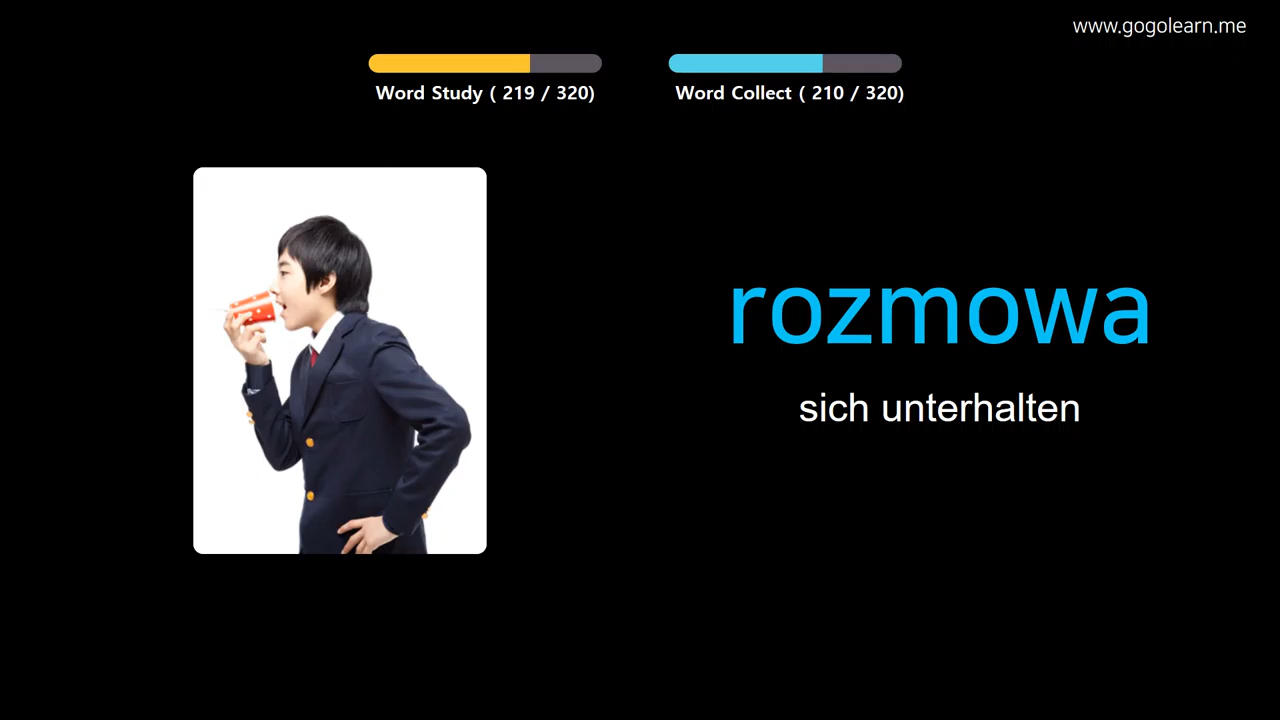 www.gogolearn.me
Word Study ( 219 / 320)
Word Collect ( 210 / 320)
rozmowa
sich unterhalten